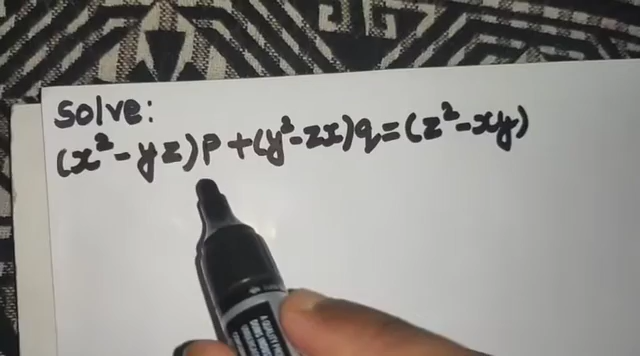 Solve:
(x² - yz)p + (y² - zx)q = (z² - xy)